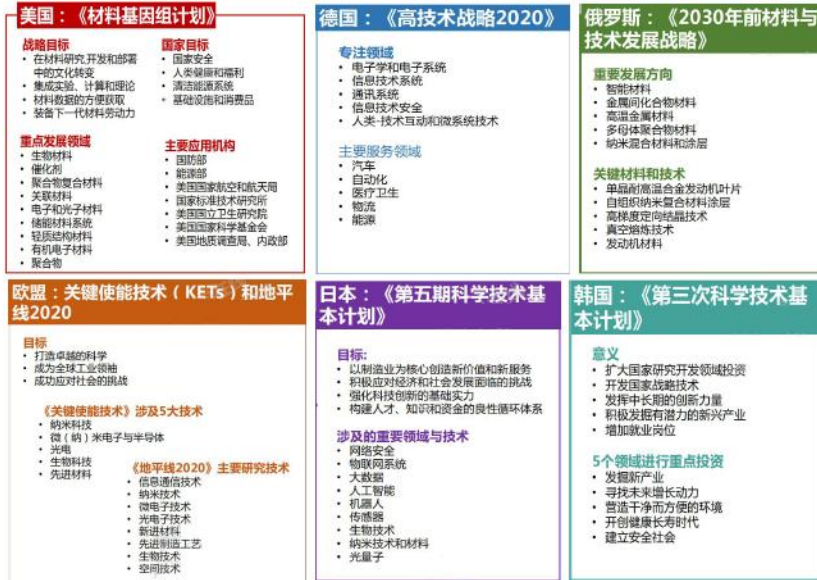 美国：《材料基因组计划》
战略目标
• 在材料研究,开发和部署
中的文化转变
• 集成实验、计算和理论
• 材料数据的方便获取
• 装备下一代材料劳动力
国家目标
• 国家安全
• 人类健康和福利
• 清洁能源系统
• 基础设施和消费品
重点发展领域
• 生物材料
• 催化剂
• 聚合物复合材料
• 关联材料
• 电子和光子材料
• 储能材料系统
• 轻质结构材料
• 有机电子材料
• 聚合物
主要应用机构
• 国防部
• 能源部
• 美国国家航空和航天局
• 国家标准技术研究所
• 美国国立卫生研究院
• 美国国家科学基金会
• 美国地质调查局、内政部
德国：《高技术战略2020》
专注领域
• 电子学和电子系统
• 信息技术系统
• 通讯系统
• 信息技术安全
• 人类-技术互动和微系统技术
主要服务领域
• 汽车
• 自动化
• 医疗卫生
• 物流
• 能源
俄罗斯：《2030年前材料与
技术发展战略》
重要发展方向
• 智能材料
• 金属间化合物材料
• 高温金属材料
• 多母体聚合物材料
• 纳米混合材料和涂层
关键材料和技术
• 单晶耐高温合金发动机叶片
• 自组织纳米复合材料涂层
• 高梯度定向结晶技术
• 真空熔炼技术
• 发动机材料
欧盟：关键使能技术（KETs）和地平
线2020
目标
• 打造卓越的科学
• 成为全球工业领袖
• 成功应对社会的挑战
《关键使能技术》涉及5大技术
• 纳米科技
• 微（纳）米电子与半导体
• 光电
• 生物科技
• 先进材料
《地平线2020》主要研究技术
• 信息通信技术
• 纳米技术
• 微电子技术
• 光电子技术
• 新进材料
• 先进制造工艺
• 生物技术
• 空间技术
日本：《第五期科学技术基
本计划》
目标:
• 以制造业为核心创造新价值和新服务
• 积极应对经济和社会发展面临的挑战
• 强化科技创新的基础实力
• 构建人才、知识和资金的良性循环体系
涉及的重要领域与技术
• 网络安全
• 物联网系统
• 大数据
• 人工智能
• 机器人
• 传感器
• 生物技术
• 纳米技术和材料
• 光量子
韩国：《第三次科学技术基
本计划》
意义
• 扩大国家研究开发领域投资
• 开发国家战略技术
• 发挥中长期的创新力量
• 积极发掘有潜力的新兴产业
• 增加就业岗位
5个领域进行重点投资
• 发掘新产业
• 寻找未来增长动力
• 营造干净而方便的环境
• 开创健康长寿时代
• 建立安全社会